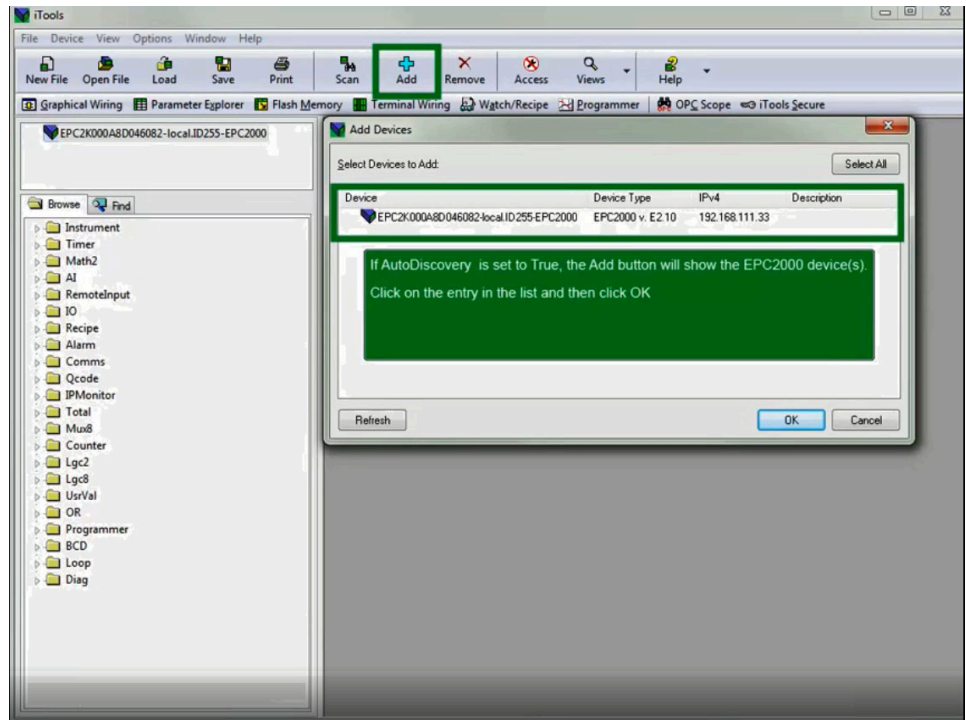 iTools
File Device View Options Window Help
New File Open File Load Save Print Scan Add Remove Access Views Help
Graphical Wiring Parameter Explorer Flash Memory Terminal Wiring Watch/Recipe Programmer OPC Scope iTools Secure
EPC2K000A8D046082-local.ID255-EPC2000
Browse Find
Instrument
Timer
Math2
AI
RemoteInput
IO
Recipe
Alarm
Comms
Qcode
IPMonitor
Total
Mux8
Counter
Lgc2
Lgc8
UsrVal
OR
Programmer
BCD
Loop
Diag
Add Devices
Select Devices to Add:
Select All
Device Device Type IPv4 Description
EPC2K000A8D046082-local.ID255-EPC2000 EPC2000 v. E2.10 192.168.111.33
If AutoDiscovery is set to True, the Add button will show the EPC2000 device(s).
Click on the entry in the list and then click OK
Refresh OK Cancel